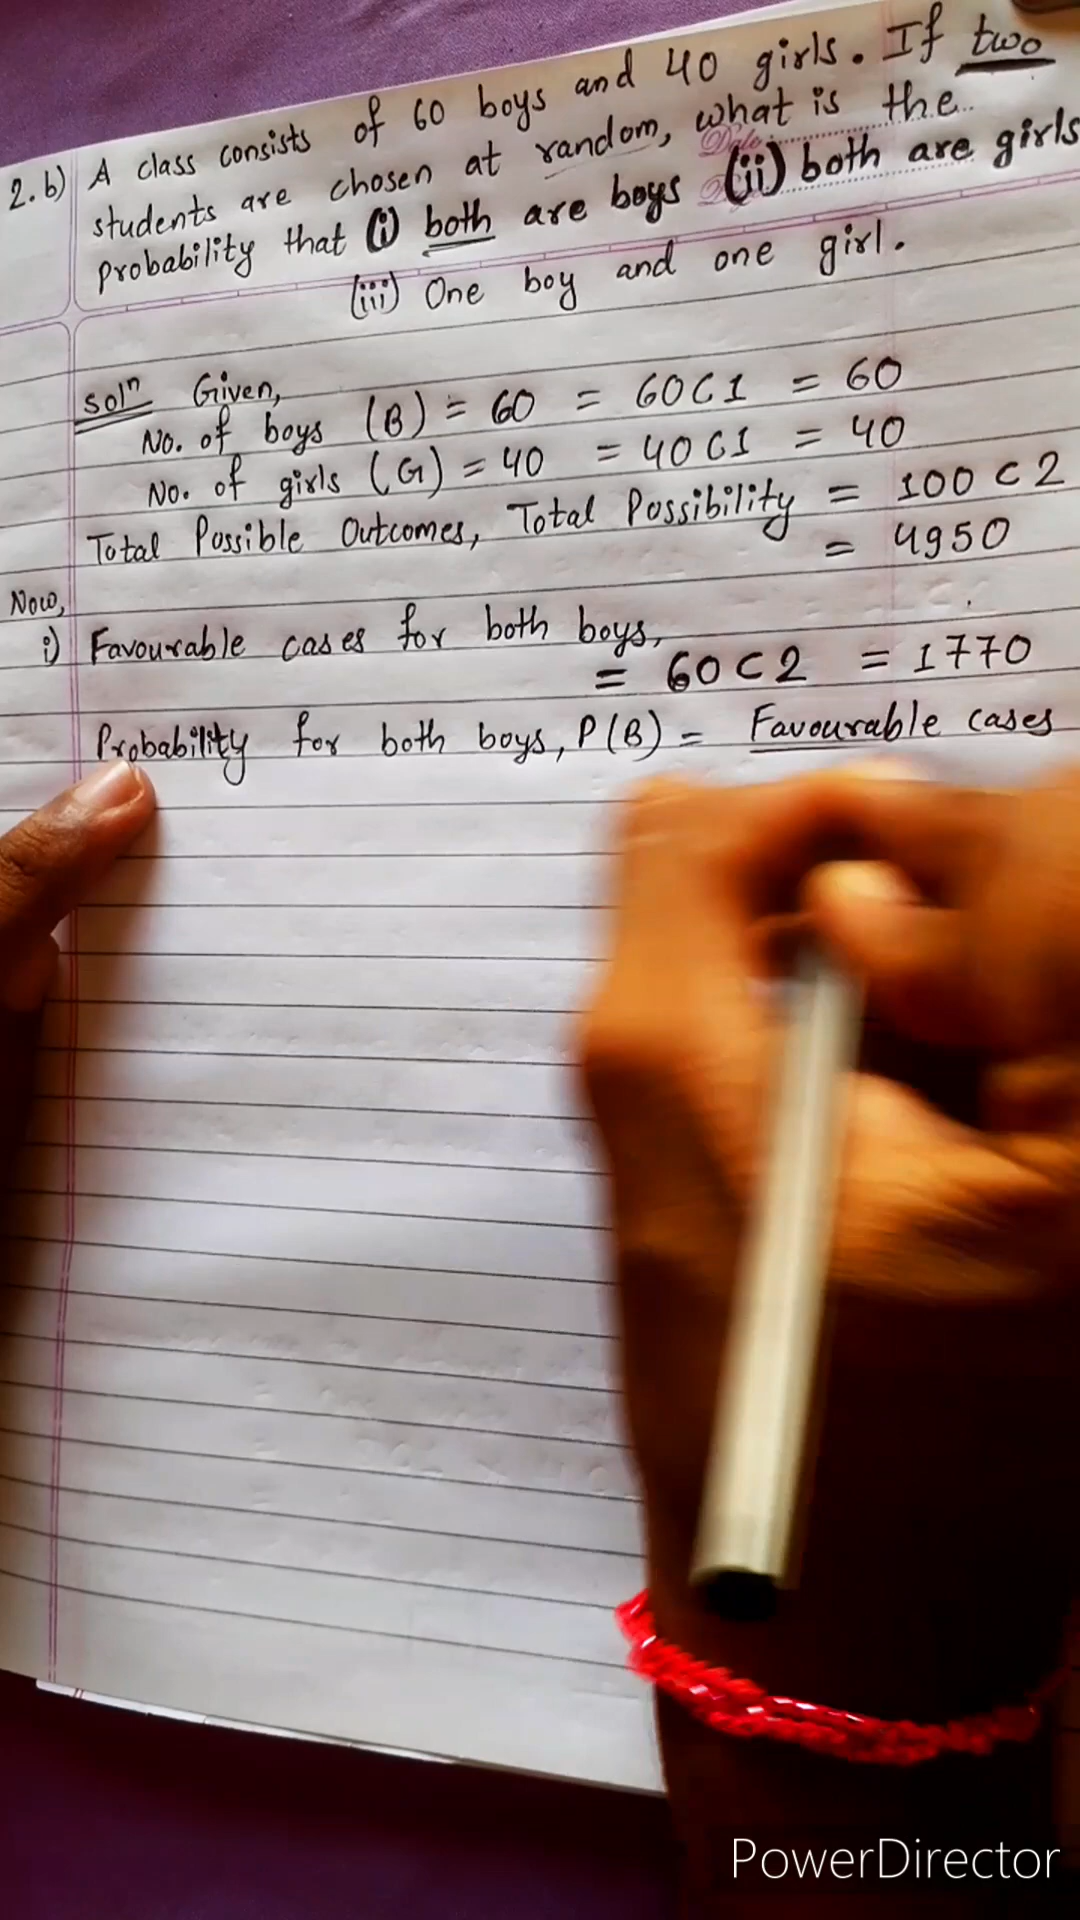 2.b) A class consists of 60 boys and 40 girls. If two
students are chosen at random, what is the
probability that (i) both are boys (ii) both are girls
(iii) One boy and one girl.
Soln Given,
No. of boys (B) = 60 = 60C1 = 60
No. of girls (G) = 40 = 40C1 = 40
Total Possible Outcomes, Total Possibility = 100C2
= 4950
Now,
i) Favourable cases for both boys,
= 60C2 = 1770
Probability for both boys, P(B) = Favourable cases
PowerDirector